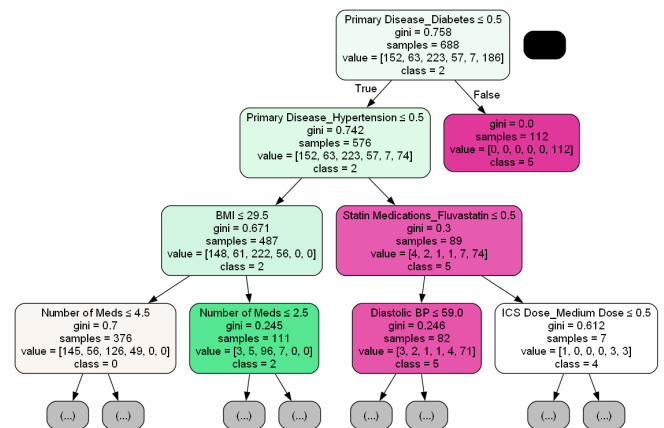 Primary Disease_Diabetes ≤ 0.5
gini = 0.758
samples = 688
value = [152, 63, 223, 57, 7, 186]
class = 2
True
False
Primary Disease_Hypertension ≤ 0.5
gini = 0.742
samples = 576
value = [152, 63, 223, 57, 7, 74]
class = 2
gini = 0.0
samples = 112
value = [0, 0, 0, 0, 0, 112]
class = 5
BMI ≤ 29.5
gini = 0.671
samples = 487
value = [148, 61, 222, 56, 0, 0]
class = 2
Statin Medications_Fluvastatin ≤ 0.5
gini = 0.3
samples = 89
value = [4, 2, 1, 1, 7, 74]
class = 5
Number of Meds ≤ 4.5
gini = 0.7
samples = 376
value = [145, 56, 126, 49, 0, 0]
class = 0
Number of Meds ≤ 2.5
gini = 0.245
samples = 111
value = [3, 5, 96, 7, 0, 0]
class = 2
Diastolic BP ≤ 59.0
gini = 0.246
samples = 82
value = [3, 2, 1, 1, 4, 71]
class = 5
ICS Dose_Medium Dose ≤ 0.5
gini = 0.612
samples = 7
value = [1, 0, 0, 0, 3, 3]
class = 4
(...)
(...)
(...)
(...)
(...)
(...)
(...)
(...)